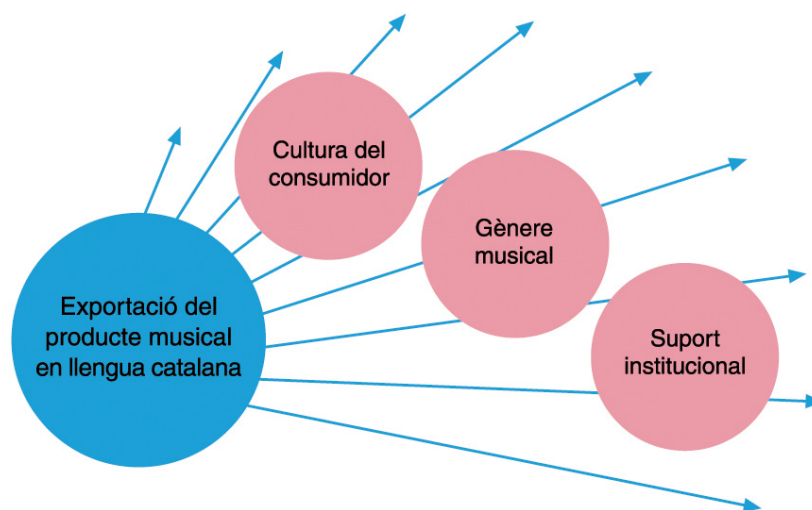 Cultura del
consumidor
Gènere
musical
Exportació del
producte musical
en llengua catalana
Suport
institucional